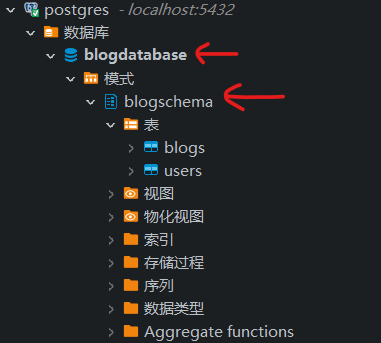 postgres - localhost:5432
数据库
blogdatabase
模式
blogschema
表
blogs
users
视图
物化视图
索引
存储过程
序列
数据类型
Aggregate functions